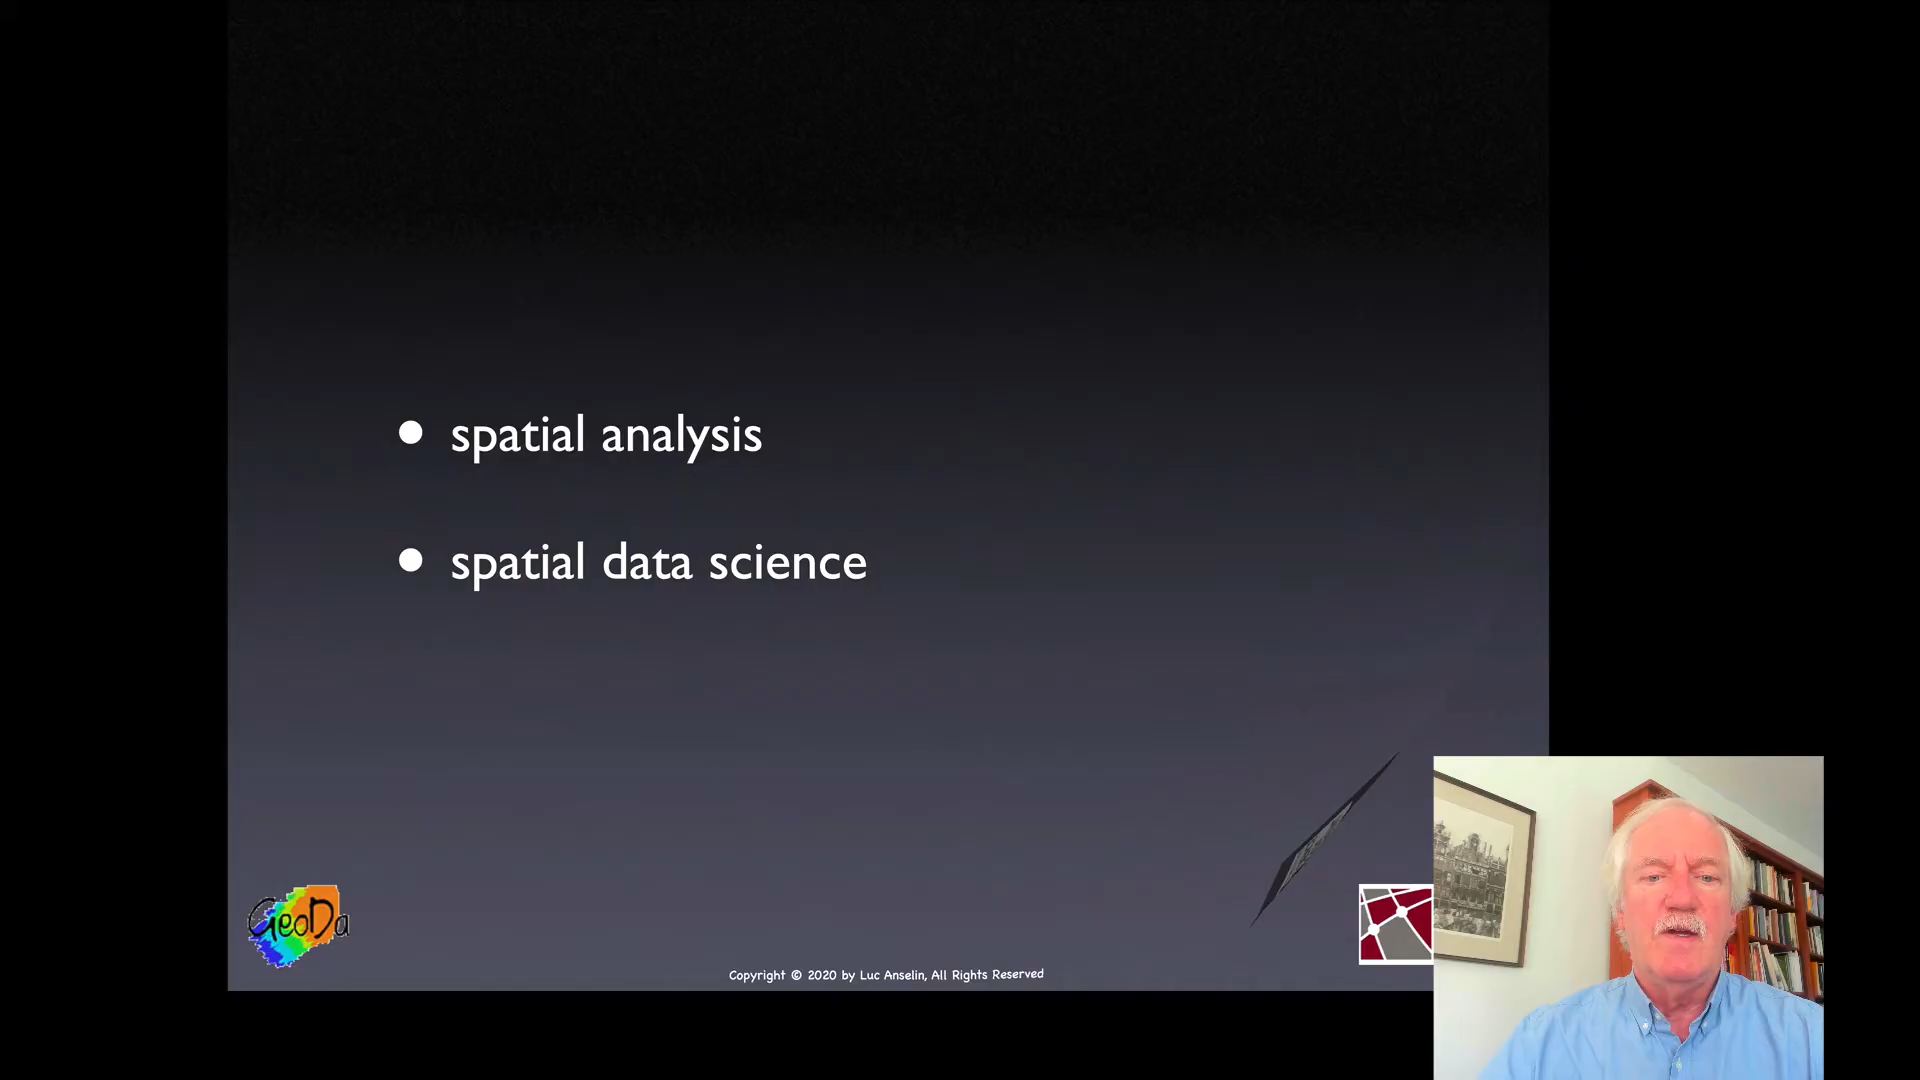 spatial analysis
spatial data science
GeoDa
Copyright © 2020 by Luc Anselin, All Rights Reserved